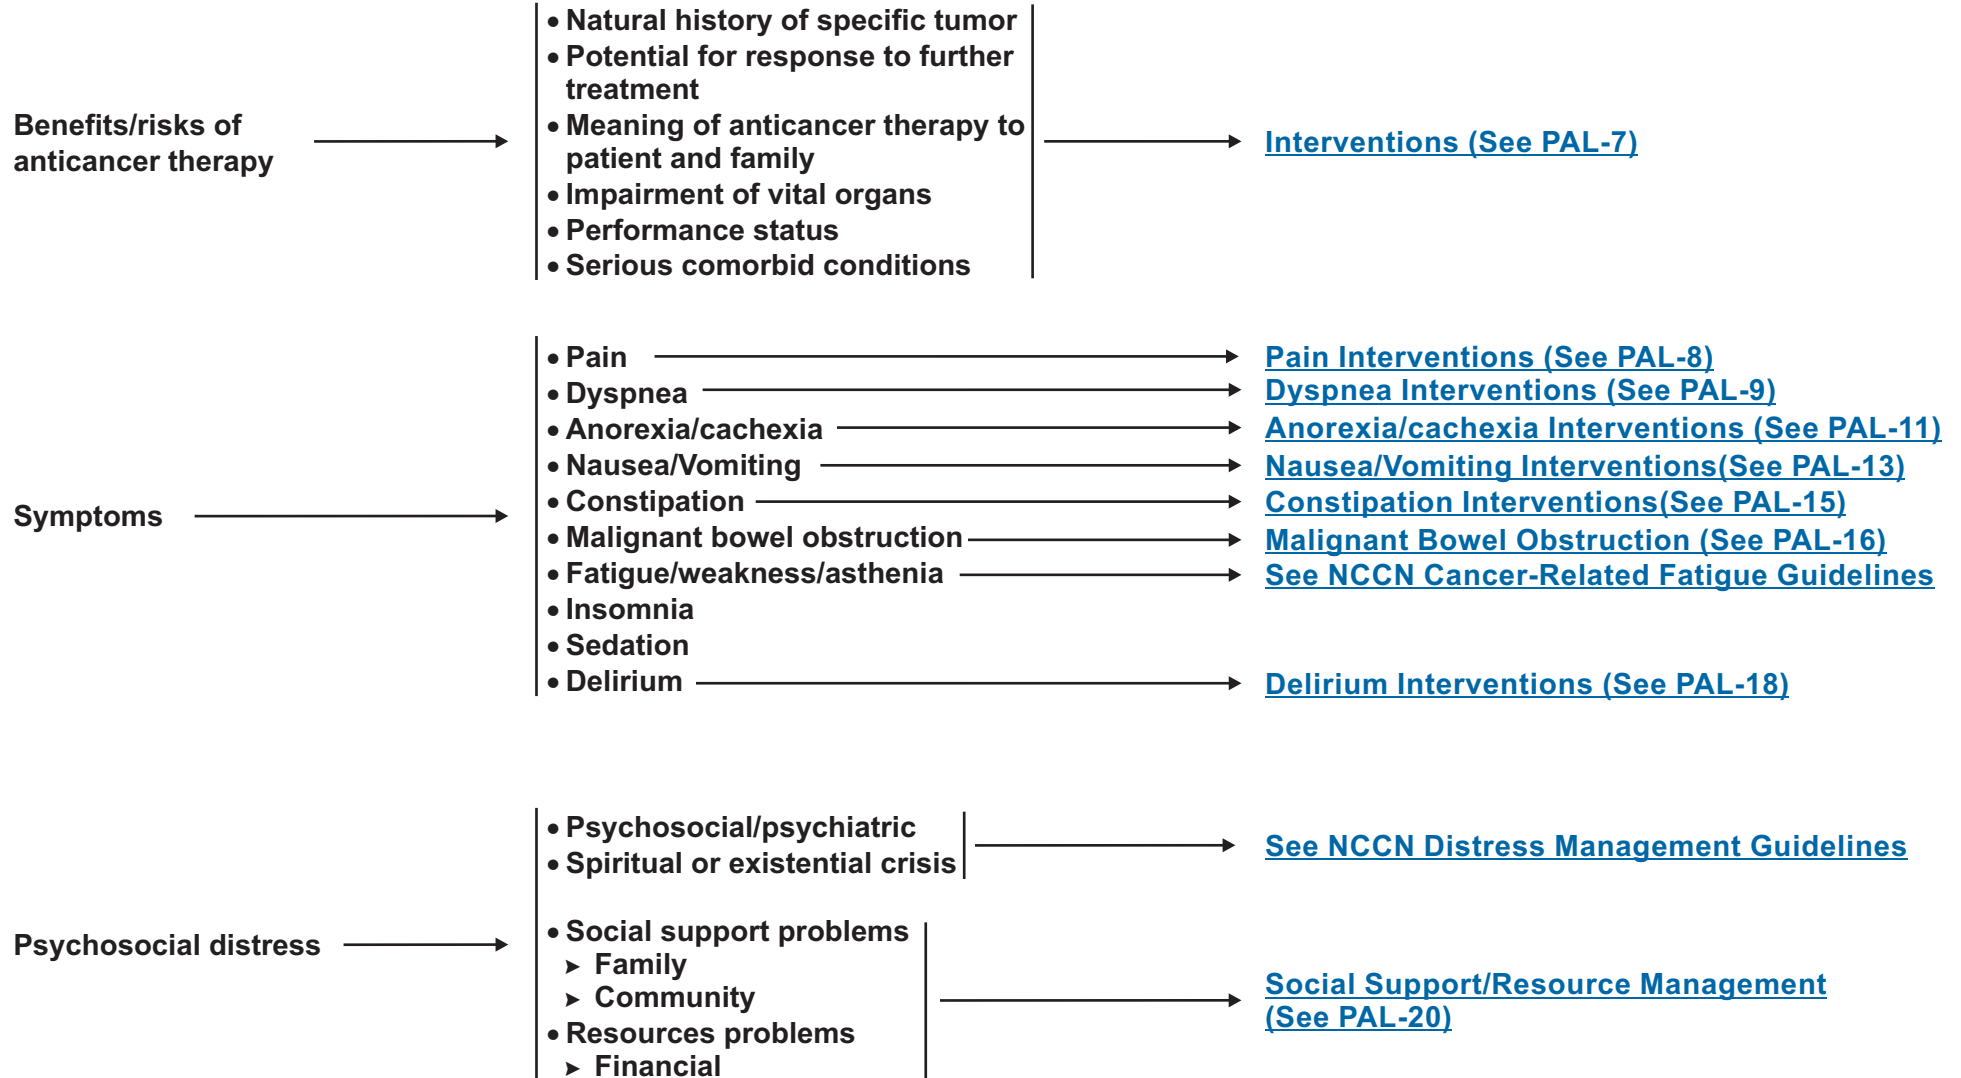 Benefits/risks of
anticancer therapy
• Natural history of specific tumor
• Potential for response to further
treatment
• Meaning of anticancer therapy to
patient and family
• Impairment of vital organs
• Performance status
• Serious comorbid conditions
Interventions (See PAL-7)
Symptoms
• Pain
• Dyspnea
• Anorexia/cachexia
• Nausea/Vomiting
• Constipation
• Malignant bowel obstruction
• Fatigue/weakness/asthenia
• Insomnia
• Sedation
• Delirium
Pain Interventions (See PAL-8)
Dyspnea Interventions (See PAL-9)
Anorexia/cachexia Interventions (See PAL-11)
Nausea/Vomiting Interventions(See PAL-13)
Constipation Interventions(See PAL-15)
Malignant Bowel Obstruction (See PAL-16)
See NCCN Cancer-Related Fatigue Guidelines
Delirium Interventions (See PAL-18)
Psychosocial distress
• Psychosocial/psychiatric
• Spiritual or existential crisis
See NCCN Distress Management Guidelines
• Social support problems
➤ Family
➤ Community
• Resources problems
➤ Financial
Social Support/Resource Management
(See PAL-20)